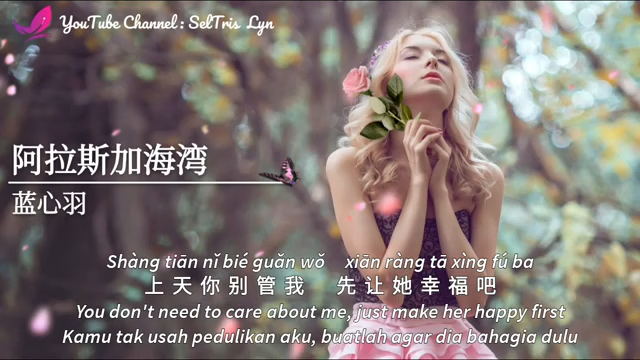 YouTube Channel : SelTris Lyn
阿拉斯加海湾
蓝心羽
Shàng tiān nǐ bié guǎn wǒ xiān ràng tā xìng fú ba
上天你别管我 先让她幸福吧
You don't need to care about me, just make her happy first
Kamu tak usah pedulikan aku, buatlah agar dia bahagia dulu